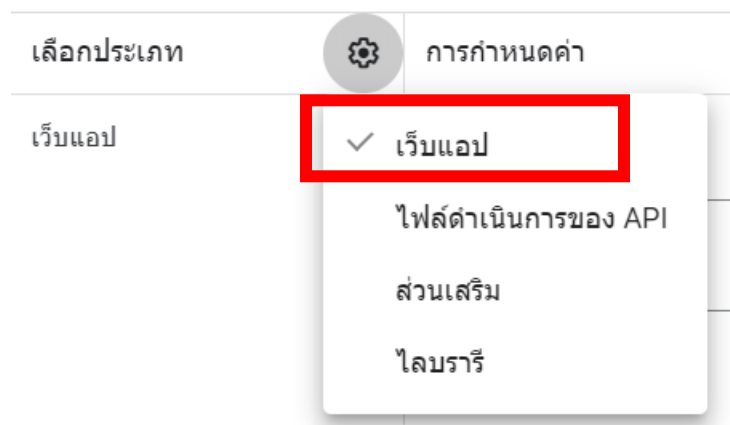 เลือกประเภท
การกำหนดค่า
เว็บแอป
เว็บแอป
ไฟล์ดำเนินการของ API
ส่วนเสริม
ไลบรารี